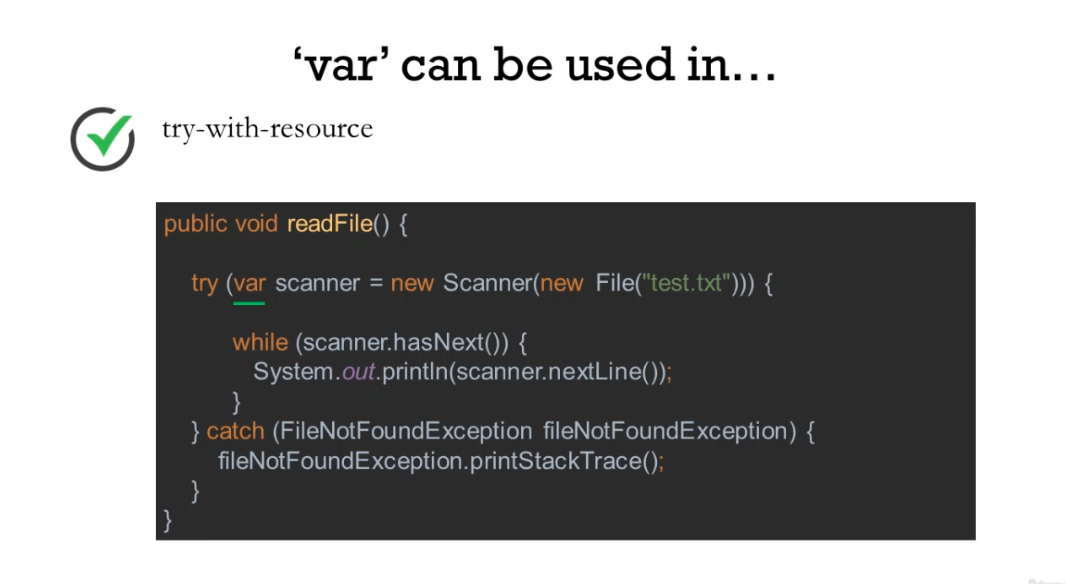 ‘var’ can be used in…
try-with-resource
public void readFile() {
try (var scanner = new Scanner(new File("test.txt"))) {
while (scanner.hasNext()) {
System.out.println(scanner.nextLine());
}
} catch (FileNotFoundException fileNotFoundException) {
fileNotFoundException.printStackTrace();
}
}